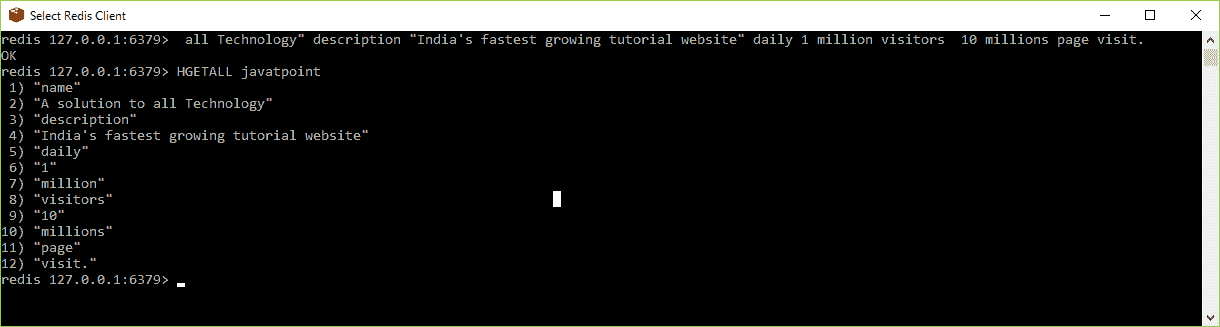 Select Redis Client
redis 127.0.0.1:6379>  all Technology" description "India's fastest growing tutorial website" daily 1 million visitors  10 millions page visit.
OK
redis 127.0.0.1:6379> HGETALL javatpoint
 1) "name"
 2) "A solution to all Technology"
 3) "description"
 4) "India's fastest growing tutorial website"
 5) "daily"
 6) "1"
 7) "million"
 8) "visitors"
 9) "10"
10) "millions"
11) "page"
12) "visit."
redis 127.0.0.1:6379>